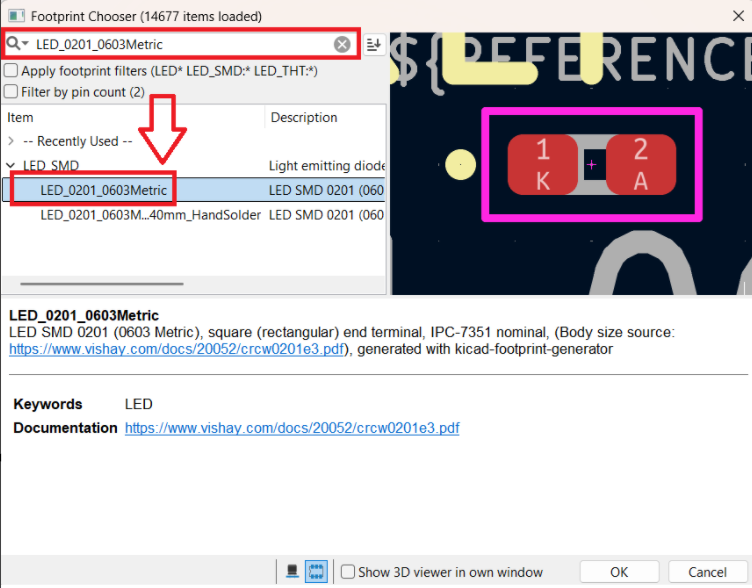 Footprint Chooser (14677 items loaded)
LED_0201_0603Metric
Apply footprint filters (LED* LED_SMD:* LED_THT:*)
Filter by pin count (2)
Item Description
-- Recently Used --
LED_SMD Light emitting diode
LED_0201_0603Metric LED SMD 0201 (060
LED_0201_0603M...40mm_HandSolder LED SMD 0201 (060
${REFERENCE
1 2
K A
LED_0201_0603Metric
LED SMD 0201 (0603 Metric), square (rectangular) end terminal, IPC-7351 nominal, (Body size source:
https://www.vishay.com/docs/20052/crcw0201e3.pdf), generated with kicad-footprint-generator
Keywords LED
Documentation https://www.vishay.com/docs/20052/crcw0201e3.pdf
Show 3D viewer in own window OK Cancel